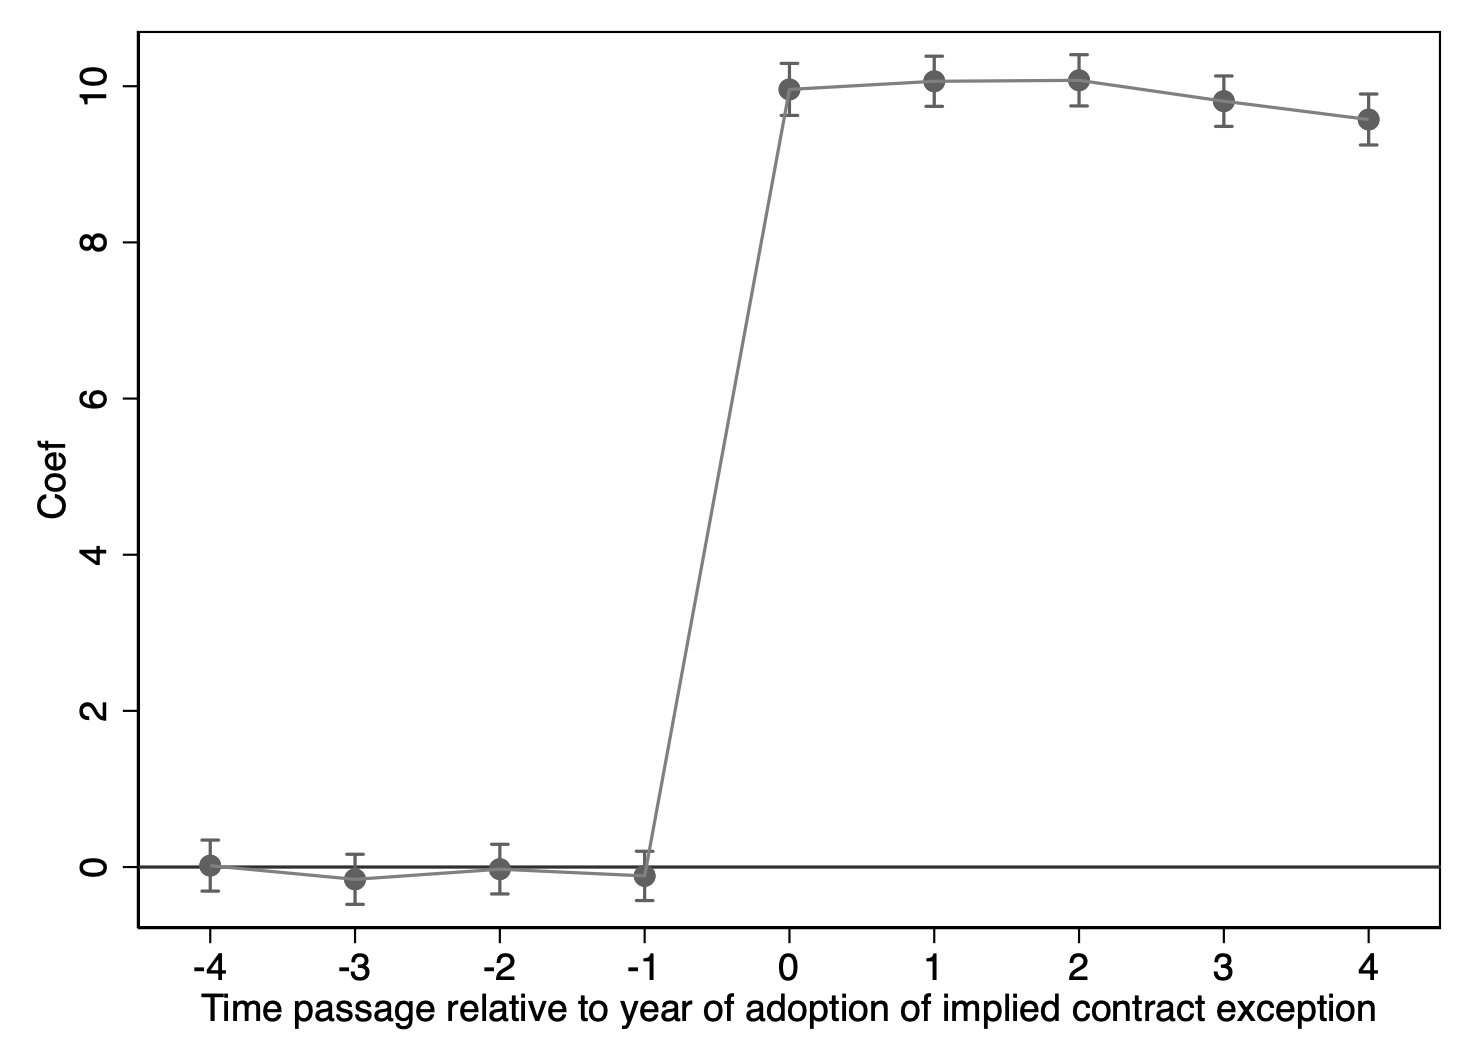 10
8
6
4
2
0
Coef
-4 -3 -2 -1 0 1 2 3 4
Time passage relative to year of adoption of implied contract exception